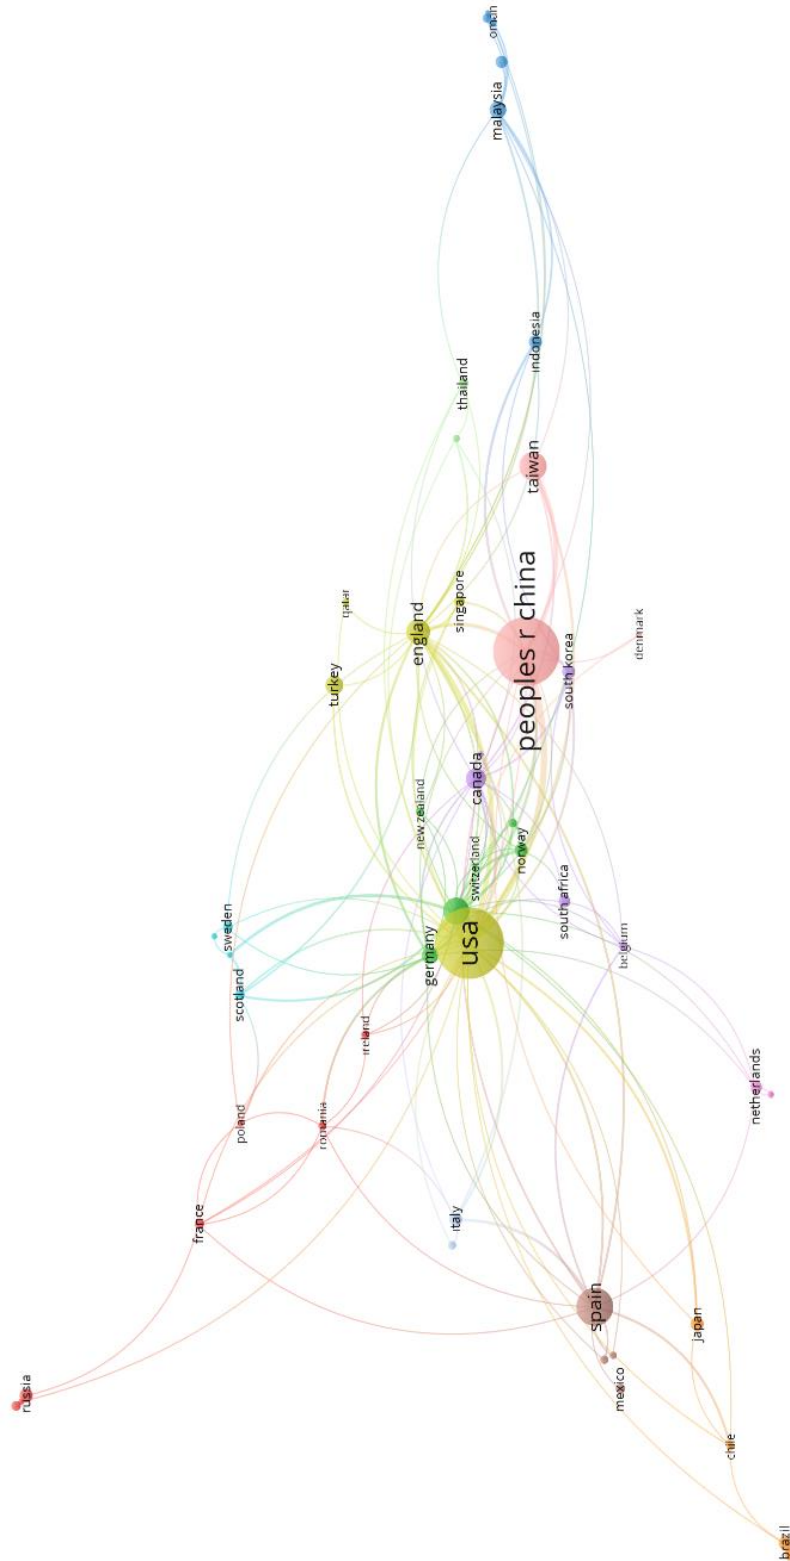 oman
malaysia
indonesia
thailand
taiwan
peoples r china
singapore
qatar
england
denmark
south korea
turkey
canada
new zealand
norway
switzerland
south africa
sweden
usa
belgium
germany
scotland
ireland
netherlands
poland
romania
italy
france
spain
japan
mexico
russia
chile
brazil